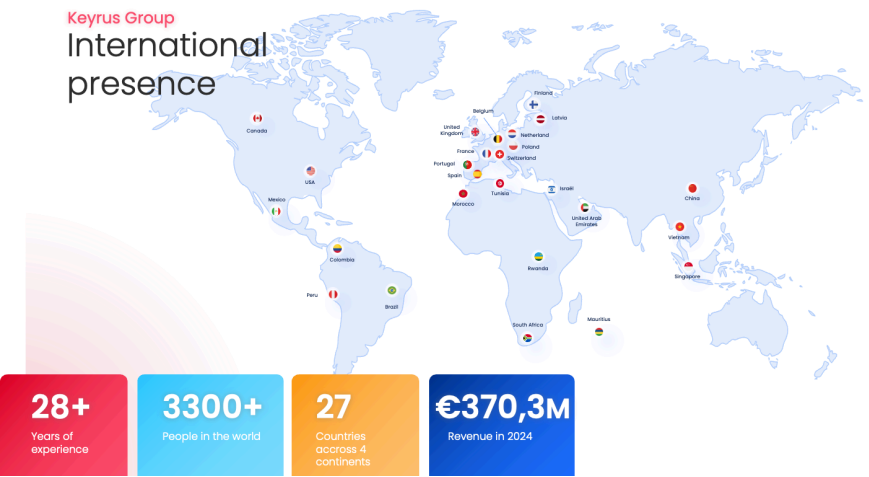 Keyrus Group
International
presence
Finland
Belgium
Latvia
Canada
United
Kingdom
Netherland
Poland
France
Switzerland
Portugal
Spain
Israël
USA
Tunisia
China
Mexico
Morocco
United Arab
Emirates
Vietnam
Colombia
Rwanda
Singapore
Peru
Brazil
Mauritius
South Africa
28+
Years of
experience
3300+
People in the world
27
Countries
accross 4
continents
€370,3M
Revenue in 2024